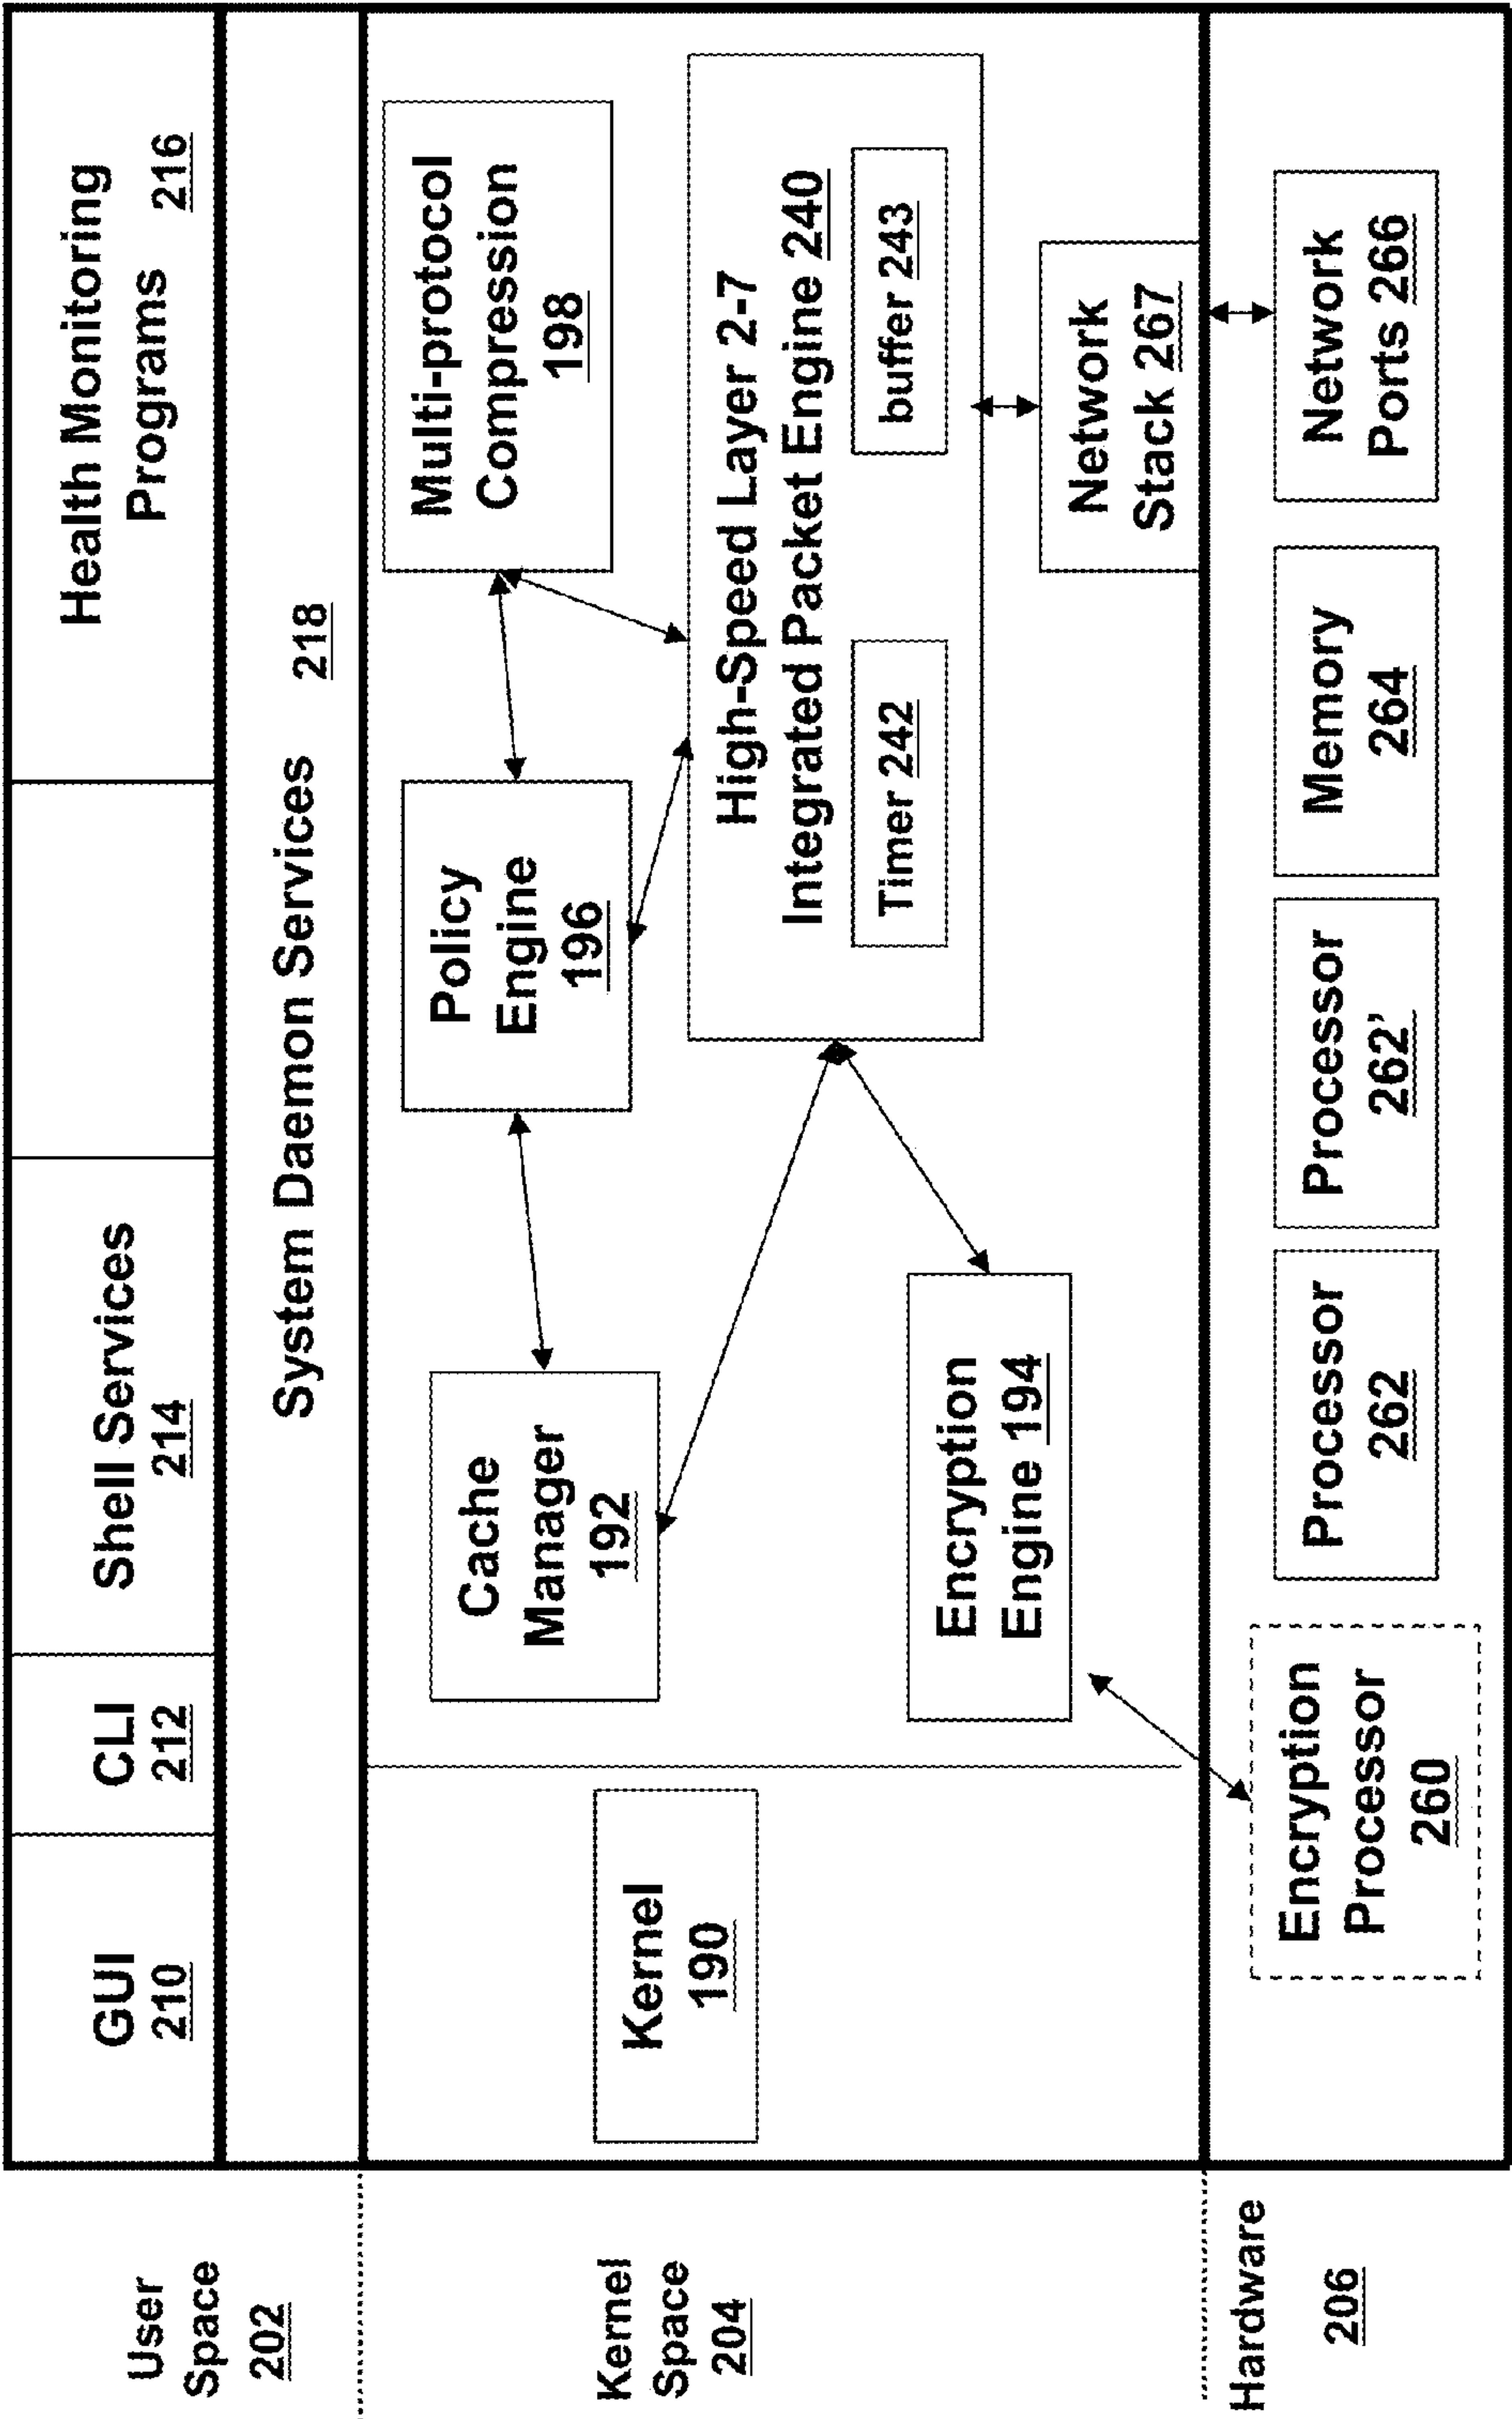 User
Space
202
GUI
210
CLI
212
Shell Services
214
Health Monitoring
Programs 216
System Daemon Services 218
Kernel
Space
204
Kernel
190
Cache
Manager
192
Policy
Engine
196
Multi-protocol
Compression
198
High-Speed Layer 2-7
Integrated Packet Engine 240
Timer 242
buffer 243
Encryption
Engine 194
Network
Stack 267
Hardware
206
Encryption
Processor
260
Processor
262
Processor
262’
Memory
264
Network
Ports 266